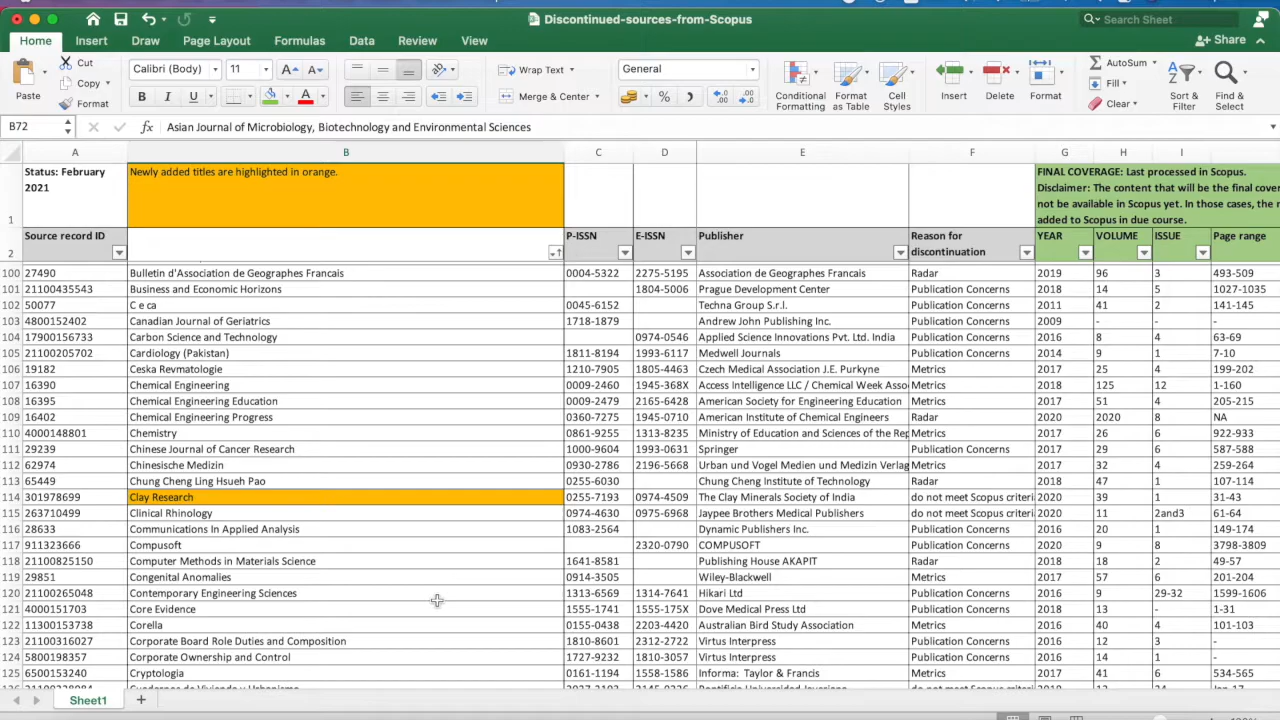 Discontinued-sources-from-Scopus
Search Sheet
Home Insert Draw Page Layout Formulas Data Review View
Share
Paste
Cut
Copy
Format
Calibri (Body) 11
Wrap Text
Merge & Center
General
Conditional Formatting
Format as Table
Cell Styles
Insert
Delete
Format
AutoSum
Fill
Clear
Sort & Filter
Find & Select
B72 fx Asian Journal of Microbiology, Biotechnology and Environmental Sciences
A B C D E F G H I
1 Status: February 2021 Newly added titles are highlighted in orange.
FINAL COVERAGE: Last processed in Scopus.
Disclaimer: The content that will be the final cove
not be available in Scopus yet. In those cases, the
added to Scopus in due course.
2 Source record ID P-ISSN E-ISSN Publisher Reason for discontinuation YEAR VOLUME ISSUE Page range
100 27490 Bulletin d'Association de Geographes Francais 0004-5322 2275-5195 Association de Geographes Francais Radar 2019 96 3 493-509
101 21100435543 Business and Economic Horizons 1804-5006 Prague Development Center Publication Concerns 2018 14 5 1027-1035
102 50077 C e ca 0045-6152 Techna Group S.r.l. Publication Concerns 2011 41 2 141-145
103 4800152402 Canadian Journal of Geriatrics 1718-1879 Andrew John Publishing Inc. Publication Concerns 2009 - - -
104 17900156733 Carbon Science and Technology 0974-0546 Applied Science Innovations Pvt. Ltd. India Publication Concerns 2016 8 4 63-69
105 21100205702 Cardiology (Pakistan) 1811-8194 1993-6117 Medwell Journals Publication Concerns 2014 9 1 7-10
106 19182 Ceska Revmatologie 1210-7905 1805-4463 Czech Medical Association J.E. Purkyne Metrics 2017 25 4 199-202
107 16390 Chemical Engineering 0009-2460 1945-368X Access Intelligence LLC / Chemical Week Asso Metrics 2018 125 12 1-160
108 16395 Chemical Engineering Education 0009-2479 2165-6428 American Society for Engineering Education Metrics 2017 51 4 205-215
109 16402 Chemical Engineering Progress 0360-7275 1945-0710 American Institute of Chemical Engineers Radar 2020 2020 8 NA
110 4000148801 Chemistry 0861-9255 1313-8235 Ministry of Education and Sciences of the Rep Metrics 2017 26 6 922-933
111 29239 Chinese Journal of Cancer Research 1000-9604 1993-0631 Springer Publication Concerns 2017 29 6 587-588
112 62974 Chinesische Medizin 0930-2786 2196-5668 Urban und Vogel Medien und Medizin Verlag Metrics 2017 32 4 259-264
113 65449 Chung Cheng Ling Hsueh Pao 0255-6030 Chung Cheng Institute of Technology Radar 2018 47 1 107-114
114 301978699 Clay Research 0255-7193 0974-4509 The Clay Minerals Society of India do not meet Scopus criteri 2020 39 1 31-43
115 263710499 Clinical Rhinology 0974-4630 0975-6968 Jaypee Brothers Medical Publishers do not meet Scopus criteri 2020 11 2and3 61-64
116 28633 Communications In Applied Analysis 1083-2564 Dynamic Publishers Inc. Publication Concerns 2016 20 1 149-174
117 911323666 Compusoft 2320-0790 COMPUSOFT Publication Concerns 2020 9 8 3798-3809
118 21100825150 Computer Methods in Materials Science 1641-8581 Publishing House AKAPIT Radar 2018 18 2 49-57
119 29851 Congenital Anomalies 0914-3505 Wiley-Blackwell Metrics 2017 57 6 201-204
120 21100265048 Contemporary Engineering Sciences 1313-6569 1314-7641 Hikari Ltd Publication Concerns 2016 9 29-32 1599-1606
121 4000151703 Core Evidence 1555-1741 1555-175X Dove Medical Press Ltd Publication Concerns 2018 13 - 1-31
122 11300153738 Corella 0155-0438 2203-4420 Australian Bird Study Association Metrics 2016 40 4 101-103
123 21100316027 Corporate Board Role Duties and Composition 1810-8601 2312-2722 Virtus Interpress Publication Concerns 2016 12 3 -
124 5800198357 Corporate Ownership and Control 1727-9232 1810-3057 Virtus Interpress Publication Concerns 2016 14 1 -
125 6500153240 Cryptologia 0161-1194 1558-1586 Informa: Taylor & Francis Metrics 2017 41 6 534-565
Sheet1